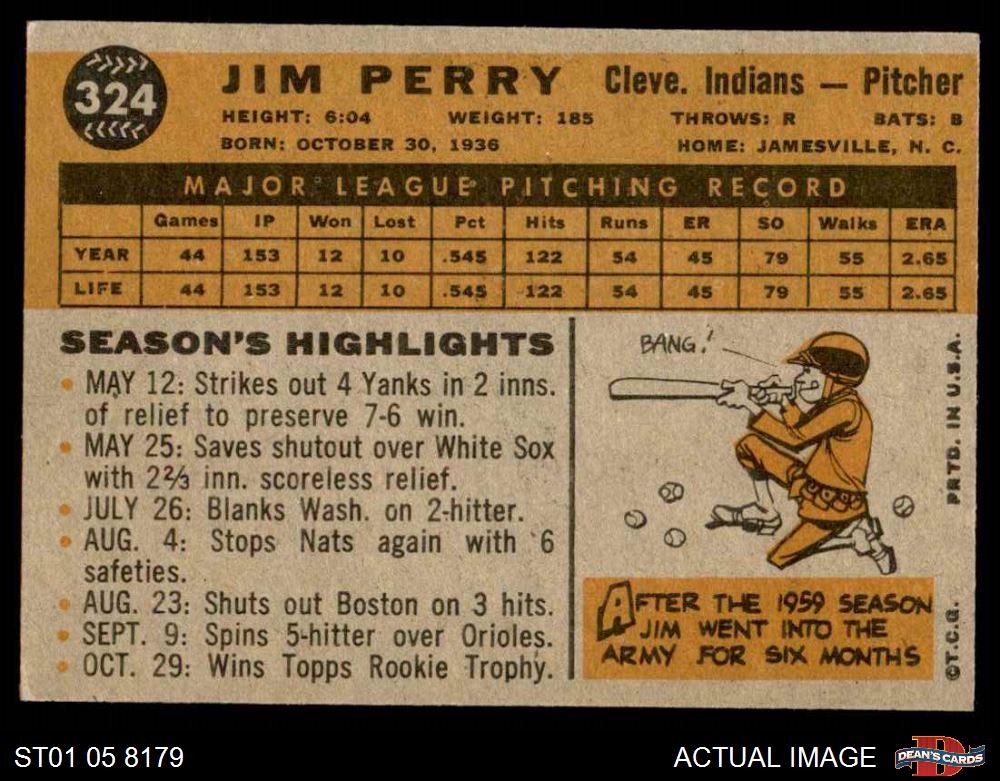 324
JIM PERRY Cleve. Indians — Pitcher
HEIGHT: 6:04 WEIGHT: 185 THROWS: R BATS: B
BORN: OCTOBER 30, 1936 HOME: JAMESVILLE, N. C.
MAJOR LEAGUE PITCHING RECORD
Games IP Won Lost Pct Hits Runs ER SO Walks ERA
YEAR 44 153 12 10 .545 122 54 45 79 55 2.65
LIFE 44 153 12 10 .545 122 54 45 79 55 2.65
SEASON'S HIGHLIGHTS
• MAY 12: Strikes out 4 Yanks in 2 inns.
of relief to preserve 7-6 win.
• MAY 25: Saves shutout over White Sox
with 2⅔ inn. scoreless relief.
• JULY 26: Blanks Wash. on 2-hitter.
• AUG. 4: Stops Nats again with 6
safeties.
• AUG. 23: Shuts out Boston on 3 hits.
• SEPT. 9: Spins 5-hitter over Orioles.
• OCT. 29: Wins Topps Rookie Trophy.
BANG!
AFTER THE 1959 SEASON
JIM WENT INTO THE
ARMY FOR SIX MONTHS
©T.C.G. PRTD. IN U.S.A.
ST01 05 8179
ACTUAL IMAGE
D
DEAN'S CARDS